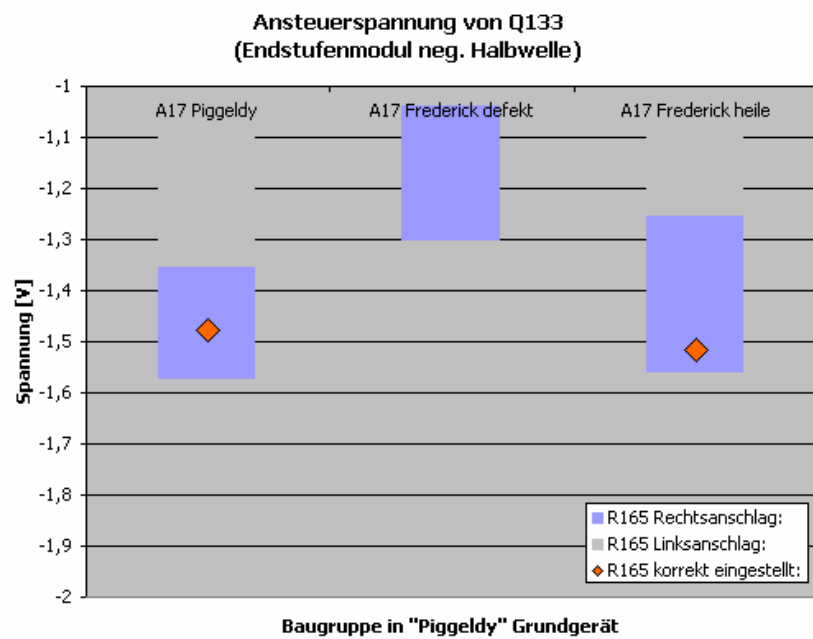 Ansteuerspannung von Q133
(Endstufenmodul neg. Halbwelle)
-1
A17 Piggeldy
A17 Frederick defekt
A17 Frederick heile
-1,1
-1,2
-1,3
-1,4
-1,5
-1,6
-1,7
-1,8
-1,9
-2
Spannung [V]
R165 Rechtsanschlag:
R165 Linksanschlag:
R165 korrekt eingestellt:
Baugruppe in "Piggeldy" Grundgerät